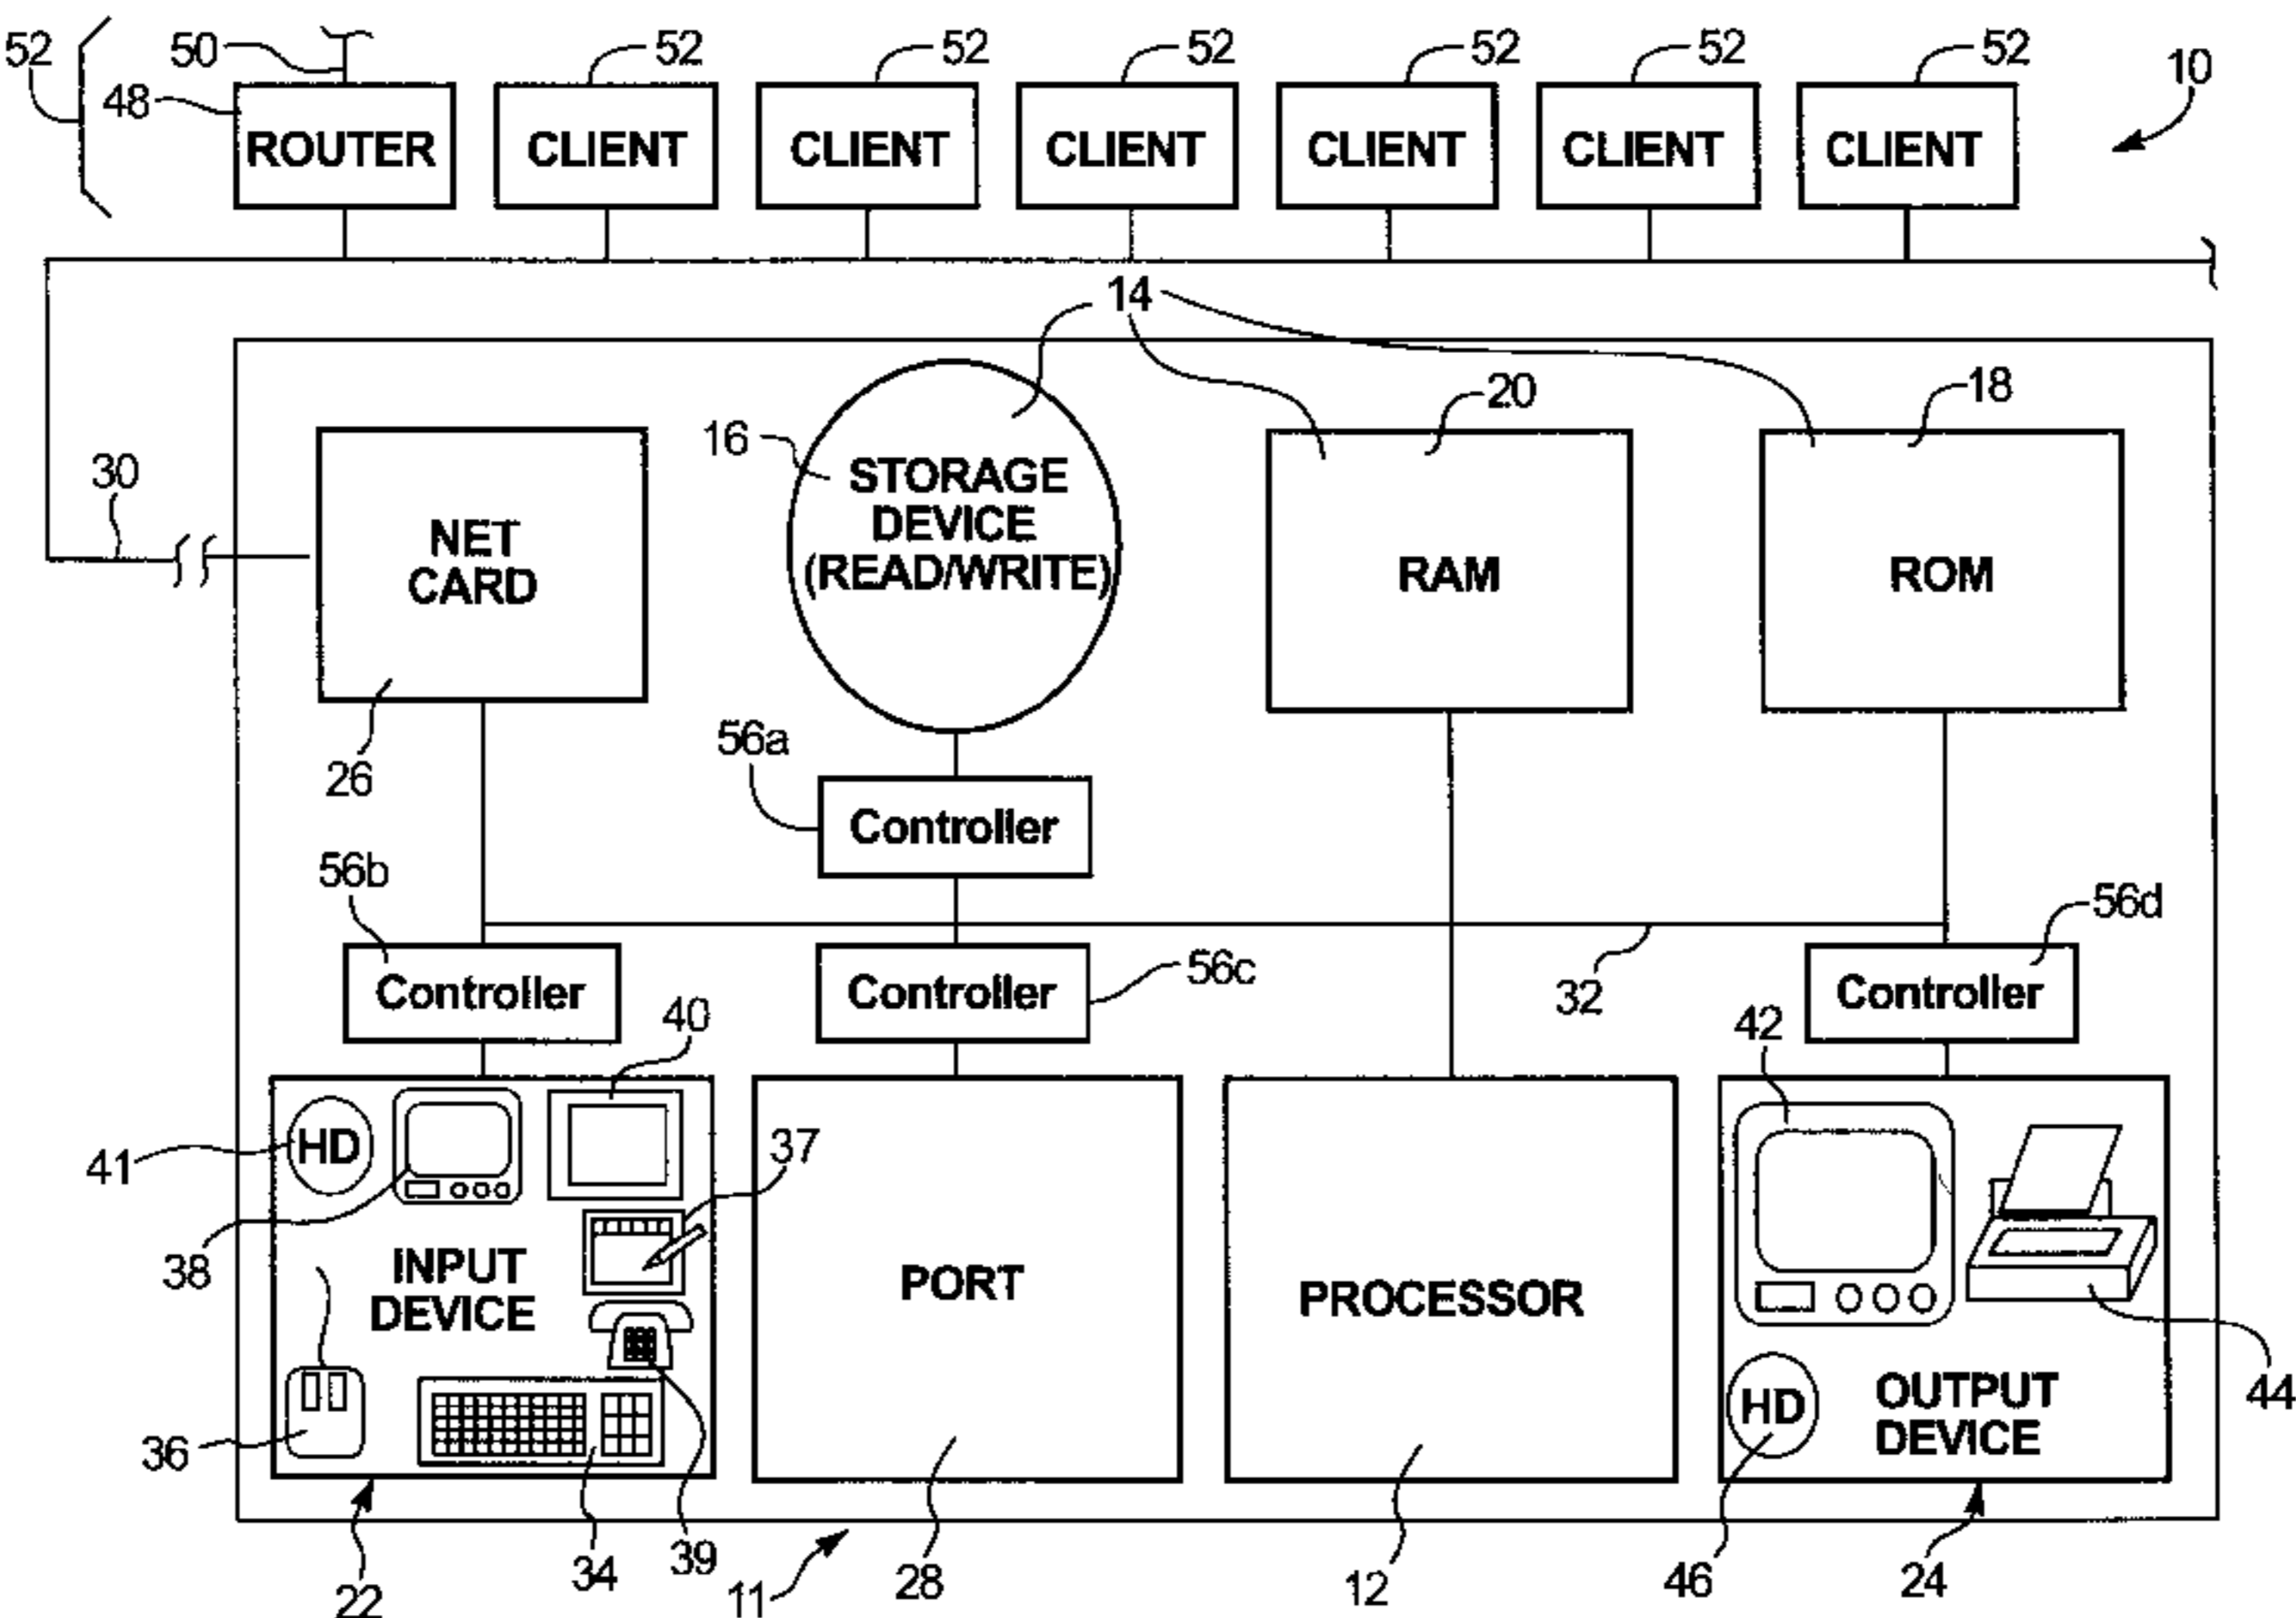 52
50
52
52
52
52
52
52
10
48
ROUTER
CLIENT
CLIENT
CLIENT
CLIENT
CLIENT
CLIENT
14
20
18
16
30
STORAGE
DEVICE
(READ/WRITE)
NET
CARD
RAM
ROM
26
56a
Controller
56b
56d
Controller
Controller
56c
32
Controller
40
42
41
HD
37
38
INPUT
DEVICE
PORT
PROCESSOR
44
36
HD
OUTPUT
DEVICE
22
34
39
11
28
12
46
24